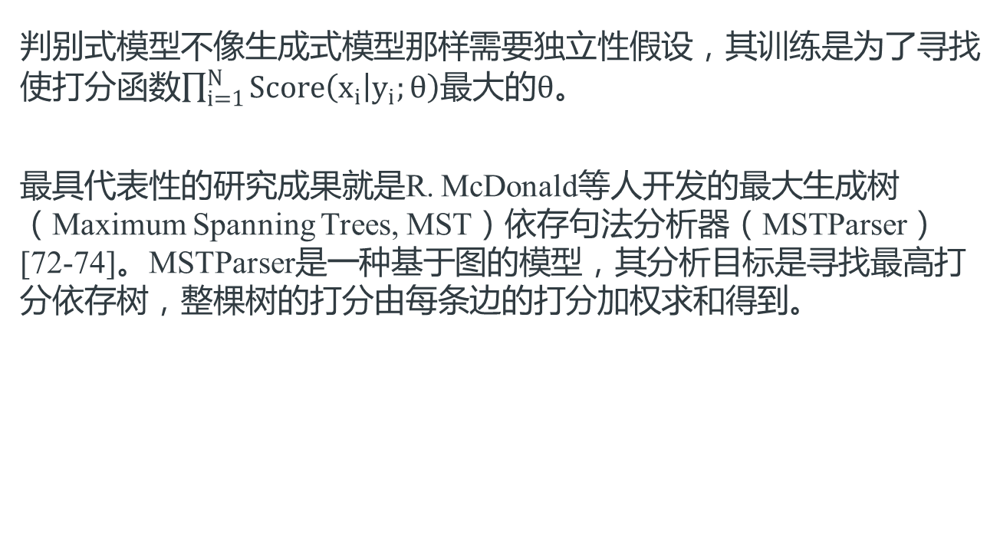 判别式模型不像生成式模型那样需要独立性假设，其训练是为了寻找
使打分函数∏ᵢ₌₁ᴺ Score(xᵢ|yᵢ; θ)最大的θ。
最具代表性的研究成果就是R. McDonald等人开发的最大生成树
（Maximum Spanning Trees, MST）依存句法分析器（MSTParser）
[72-74]。MSTParser是一种基于图的模型，其分析目标是寻找最高打
分依存树，整棵树的打分由每条边的打分加权求和得到。